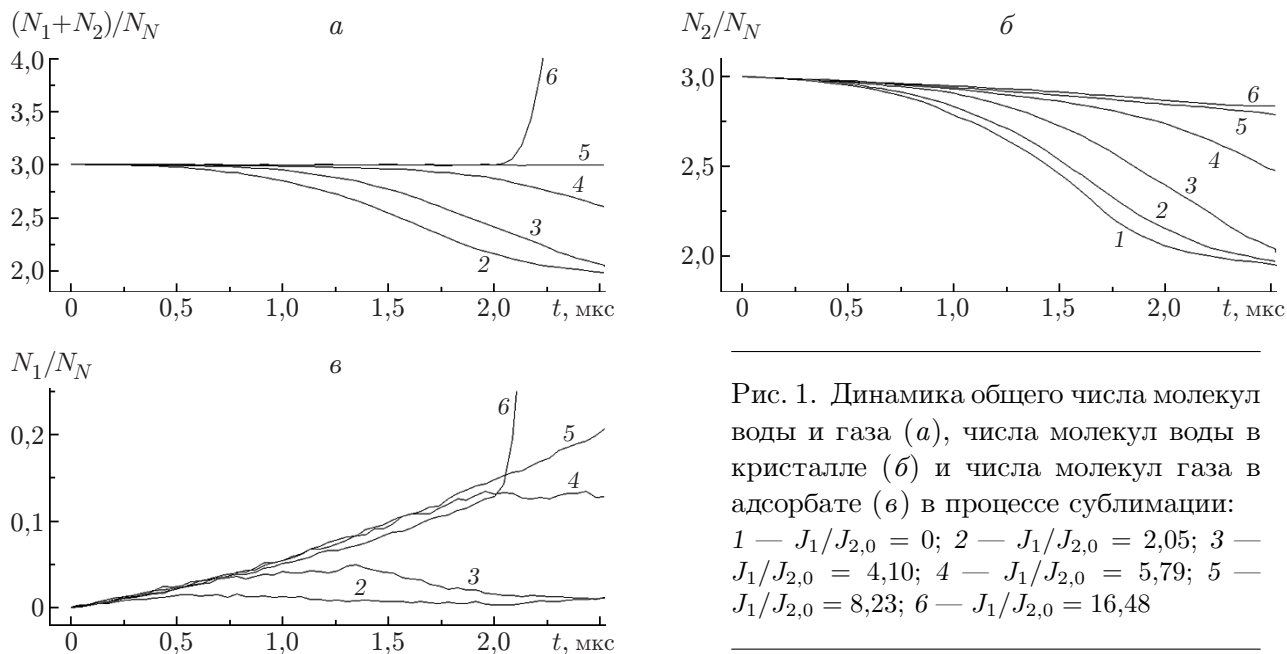 (N₁+N₂)/N_N
а
4,0
3,5
3,0
2,5
2,0
6
5
4
3
2
0 0,5 1,0 1,5 2,0 t, мкс
N₂/N_N
б
3,0
2,5
2,0
6
5
4
3
2
1
0 0,5 1,0 1,5 2,0 t, мкс
N₁/N_N
в
0,2
0,1
0
6
5
4
3
2
0 0,5 1,0 1,5 2,0 t, мкс
Рис. 1. Динамика общего числа молекул
воды и газа (а), числа молекул воды в
кристалле (б) и числа молекул газа в
адсорбате (в) в процессе сублимации:
1 — J₁/J₂,₀ = 0; 2 — J₁/J₂,₀ = 2,05; 3 —
J₁/J₂,₀ = 4,10; 4 — J₁/J₂,₀ = 5,79; 5 —
J₁/J₂,₀ = 8,23; 6 — J₁/J₂,₀ = 16,48